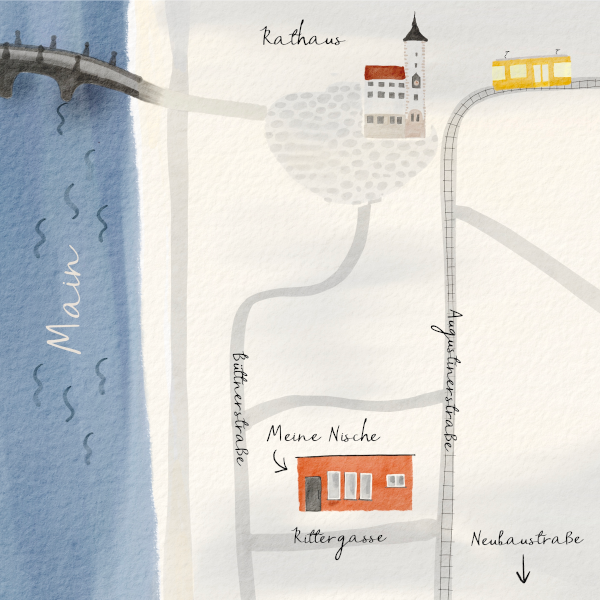 Rathaus
Main
Augustinerstraße
Büttnerstraße
Meine Nische
Rittergasse
Neubaustraße